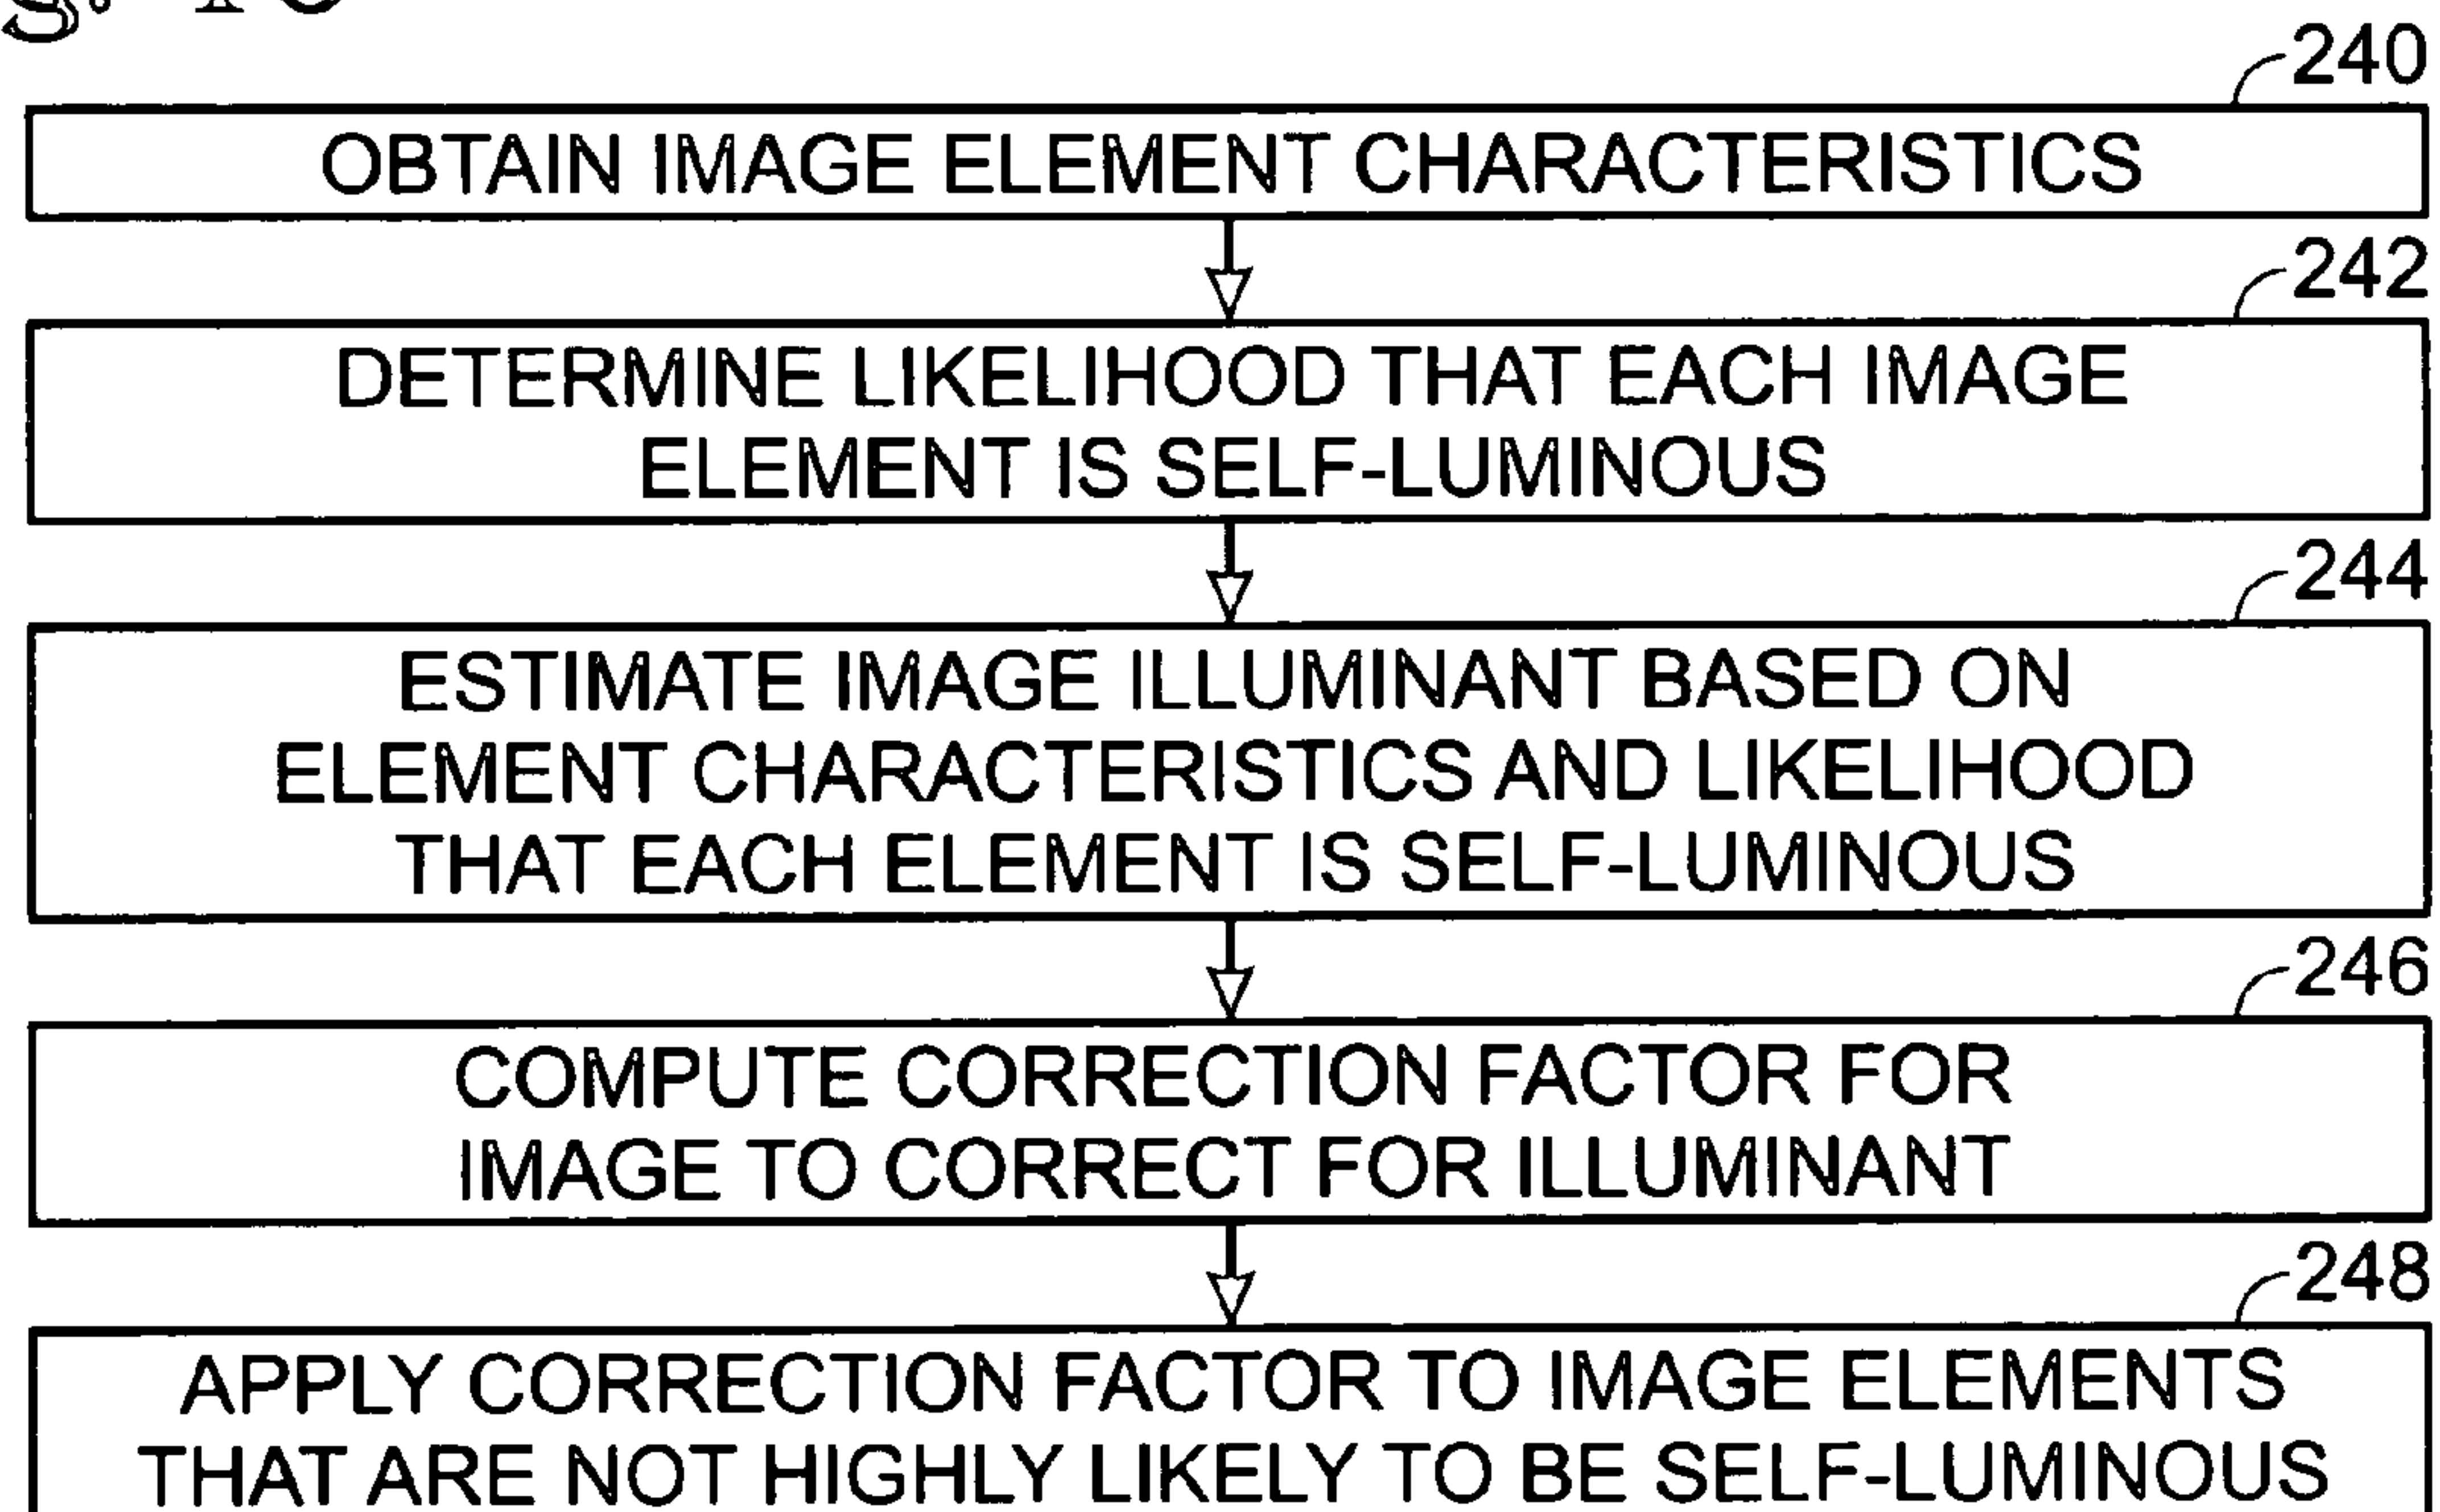 240
OBTAIN IMAGE ELEMENT CHARACTERISTICS
242
DETERMINE LIKELIHOOD THAT EACH IMAGE
ELEMENT IS SELF-LUMINOUS
244
ESTIMATE IMAGE ILLUMINANT BASED ON
ELEMENT CHARACTERISTICS AND LIKELIHOOD
THAT EACH ELEMENT IS SELF-LUMINOUS
246
COMPUTE CORRECTION FACTOR FOR
IMAGE TO CORRECT FOR ILLUMINANT
248
APPLY CORRECTION FACTOR TO IMAGE ELEMENTS
THAT ARE NOT HIGHLY LIKELY TO BE SELF-LUMINOUS